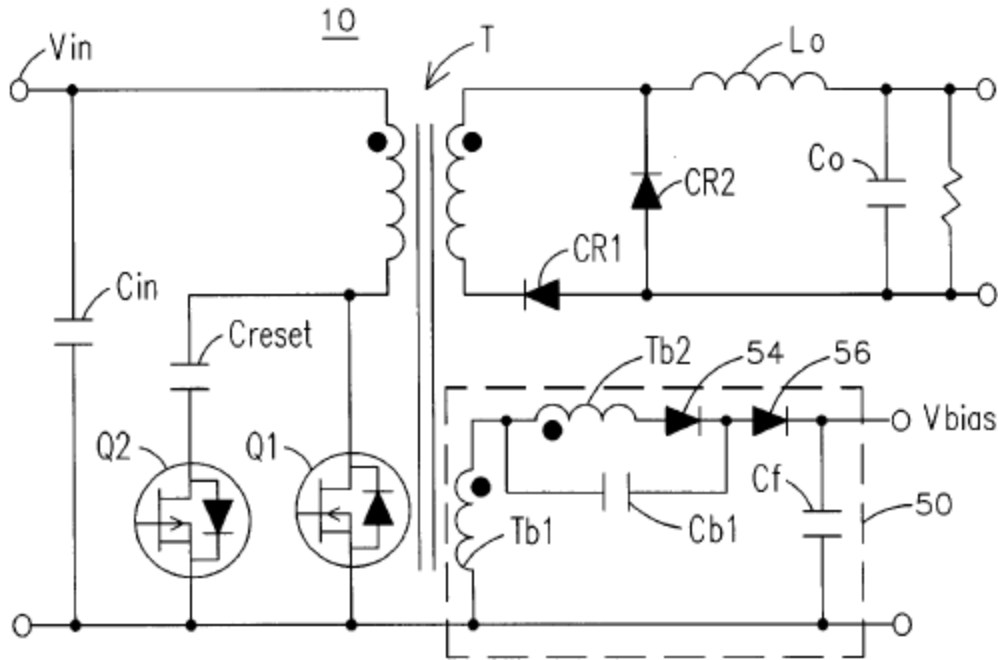 10
Vin
T
Lo
Co
CR2
CR1
Cin
Creset
Tb2
54
56
Vbias
Q2
Q1
Cf
50
Tb1
Cb1